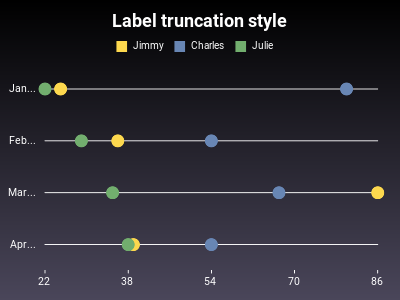 Label truncation style
Jimmy Charles Julie
Jan...
Feb...
Mar...
Apr...
22 38 54 70 86